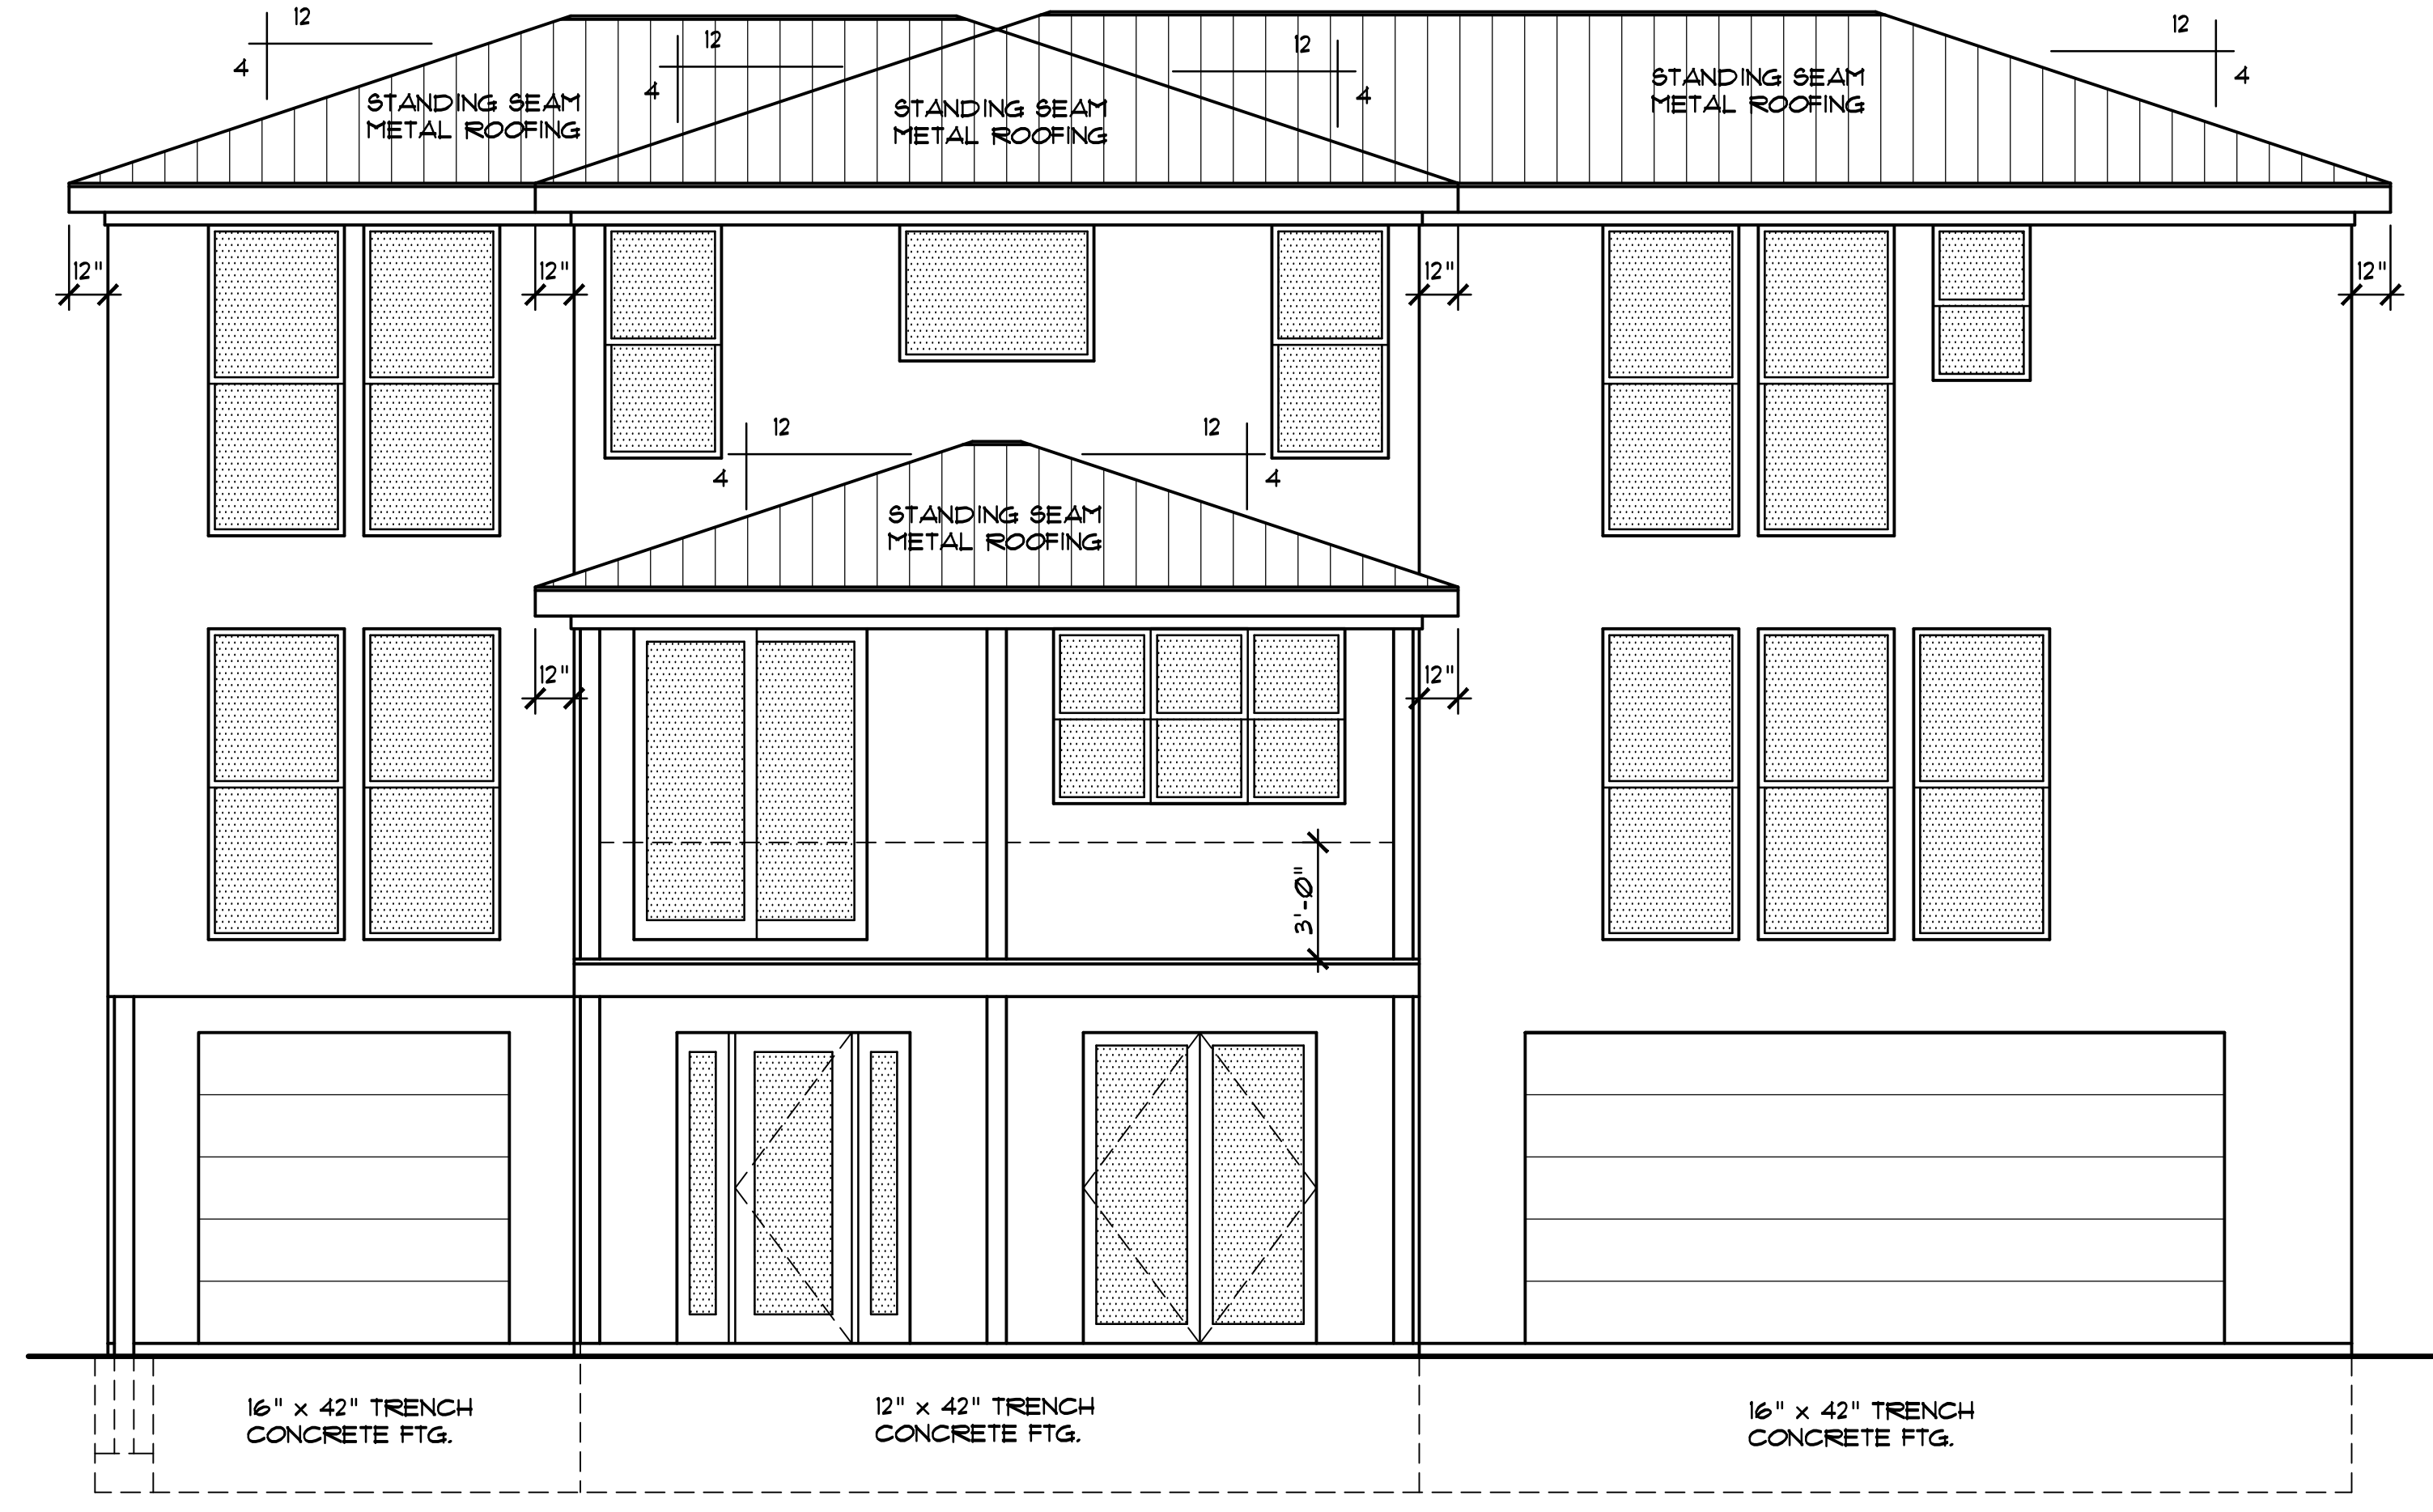 12
12
12
12
4
4
4
4
STANDING SEAM
METAL ROOFING
STANDING SEAM
METAL ROOFING
STANDING SEAM
METAL ROOFING
12"
12"
12"
12"
12
12
4
4
STANDING SEAM
METAL ROOFING
12"
12"
3'-0"
16" x 42" TRENCH
CONCRETE FTG.
12" x 42" TRENCH
CONCRETE FTG.
16" x 42" TRENCH
CONCRETE FTG.